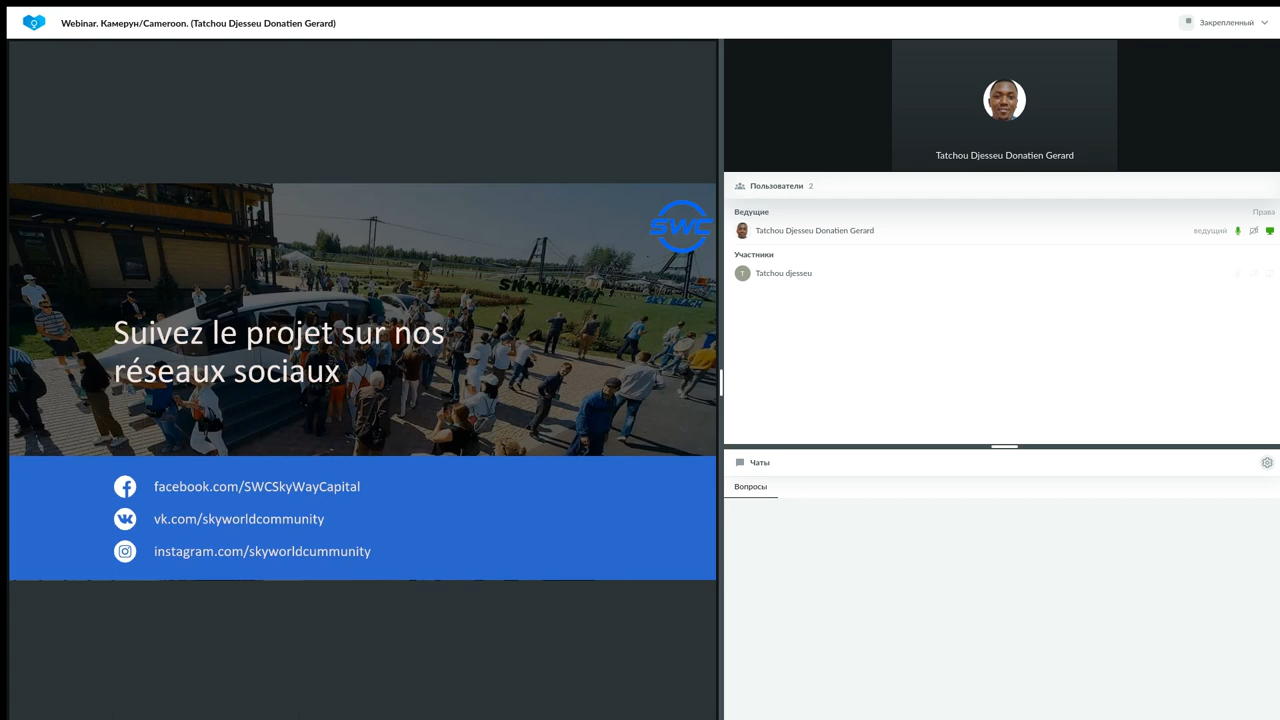 Webinar. Камерун/Cameroon. (Tatchou Djesseu Donatien Gerard)
Закрепленный
SWC
SKYWAY
Suivez le projet sur nos
réseaux sociaux
facebook.com/SWCSkyWayCapital
vk.com/skyworldcommunity
instagram.com/skyworldcummunity
Tatchou Djesseu Donatien Gerard
Пользователи 2
Ведущие Права
Tatchou Djesseu Donatien Gerard ведущий
Участники
T Tatchou djesseu
Чаты
Вопросы